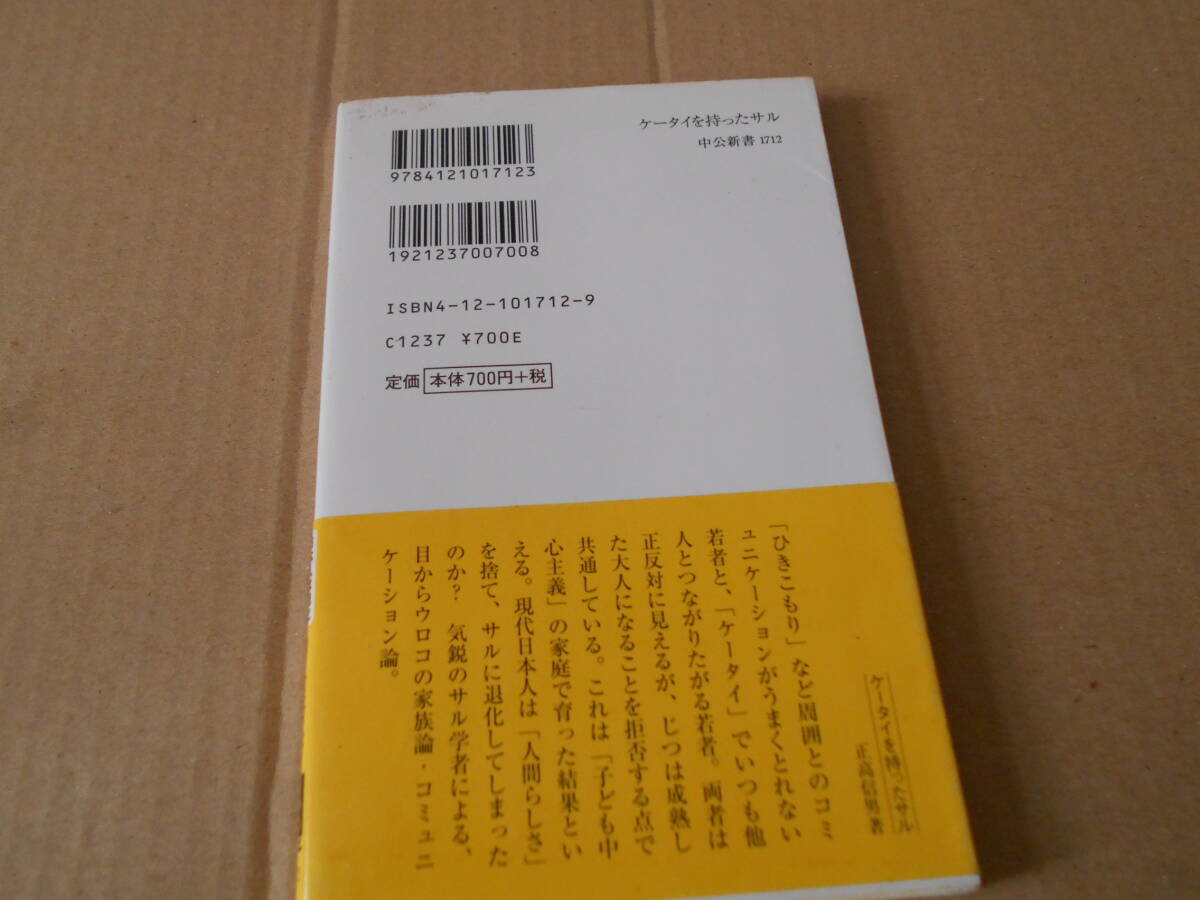 ケータイを持ったサル
中公新書 1712
9784121017123
1921237007008
ISBN4-12-101712-9
C1237 ¥700E
定価 本体700円+税
ケータイを持ったサル
正高信男著
「ひきこもり」など周囲とのコミ
ュニケーションがうまくとれない
若者と、「ケータイ」でいつも他
人とつながりたがる若者。両者は
正反対に見えるが、じつは成熟し
た大人になることを拒否する点で
共通している。これは「子ども中
心主義」の家庭で育った結果とい
える。現代日本人は「人間らしさ」
を捨て、サルに退化してしまった
のか? 気鋭のサル学者による、
目からウロコの家族論・コミュニ
ケーション論。